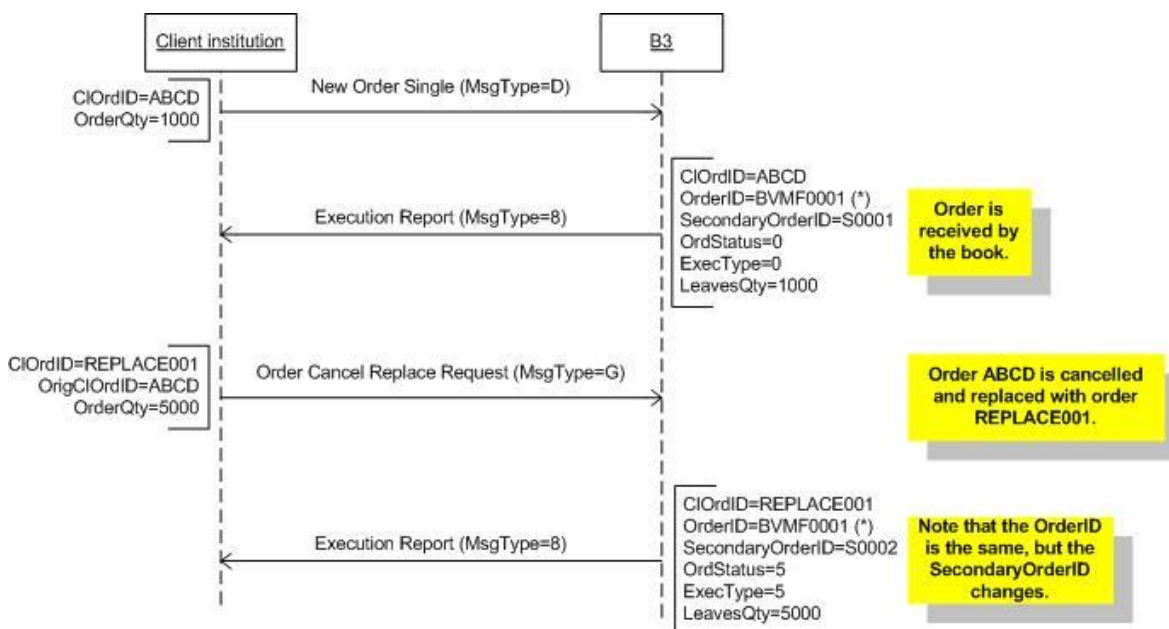 Client institution
B3
New Order Single (MsgType=D)
ClOrdID=ABCD
OrderQty=1000
ClOrdID=ABCD
OrderID=BVMF0001 (*)
SecondaryOrderID=S0001
OrdStatus=0
ExecType=0
LeavesQty=1000
Execution Report (MsgType=8)
Order is
received by
the book.
ClOrdID=REPLACE001
OrigClOrdID=ABCD
OrderQty=5000
Order Cancel Replace Request (MsgType=G)
Order ABCD is cancelled
and replaced with order
REPLACE001.
ClOrdID=REPLACE001
OrderID=BVMF0001 (*)
SecondaryOrderID=S0002
OrdStatus=5
ExecType=5
LeavesQty=5000
Execution Report (MsgType=8)
Note that the OrderID
is the same, but the
SecondaryOrderID
changes.